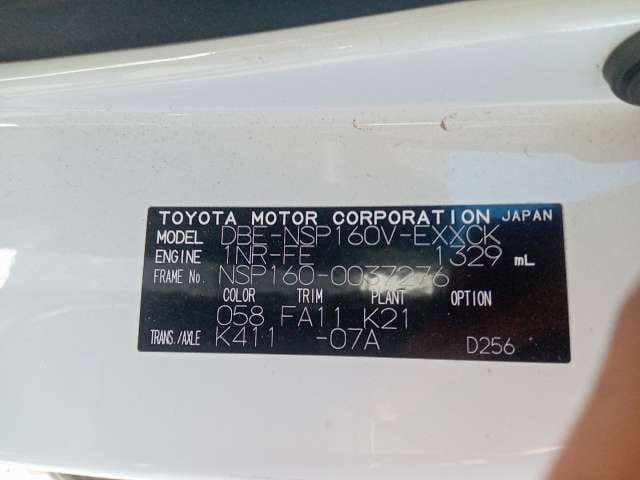 TOYOTA MOTOR CORPORATION JAPAN
MODEL DBE-NSP160V-EXXCK
ENGINE 1NR-FE 1329 mL
FRAME No. NSP160-0037276
COLOR TRIM PLANT OPTION
058 FA11 K21
TRANS./AXLE K411 -07A D256